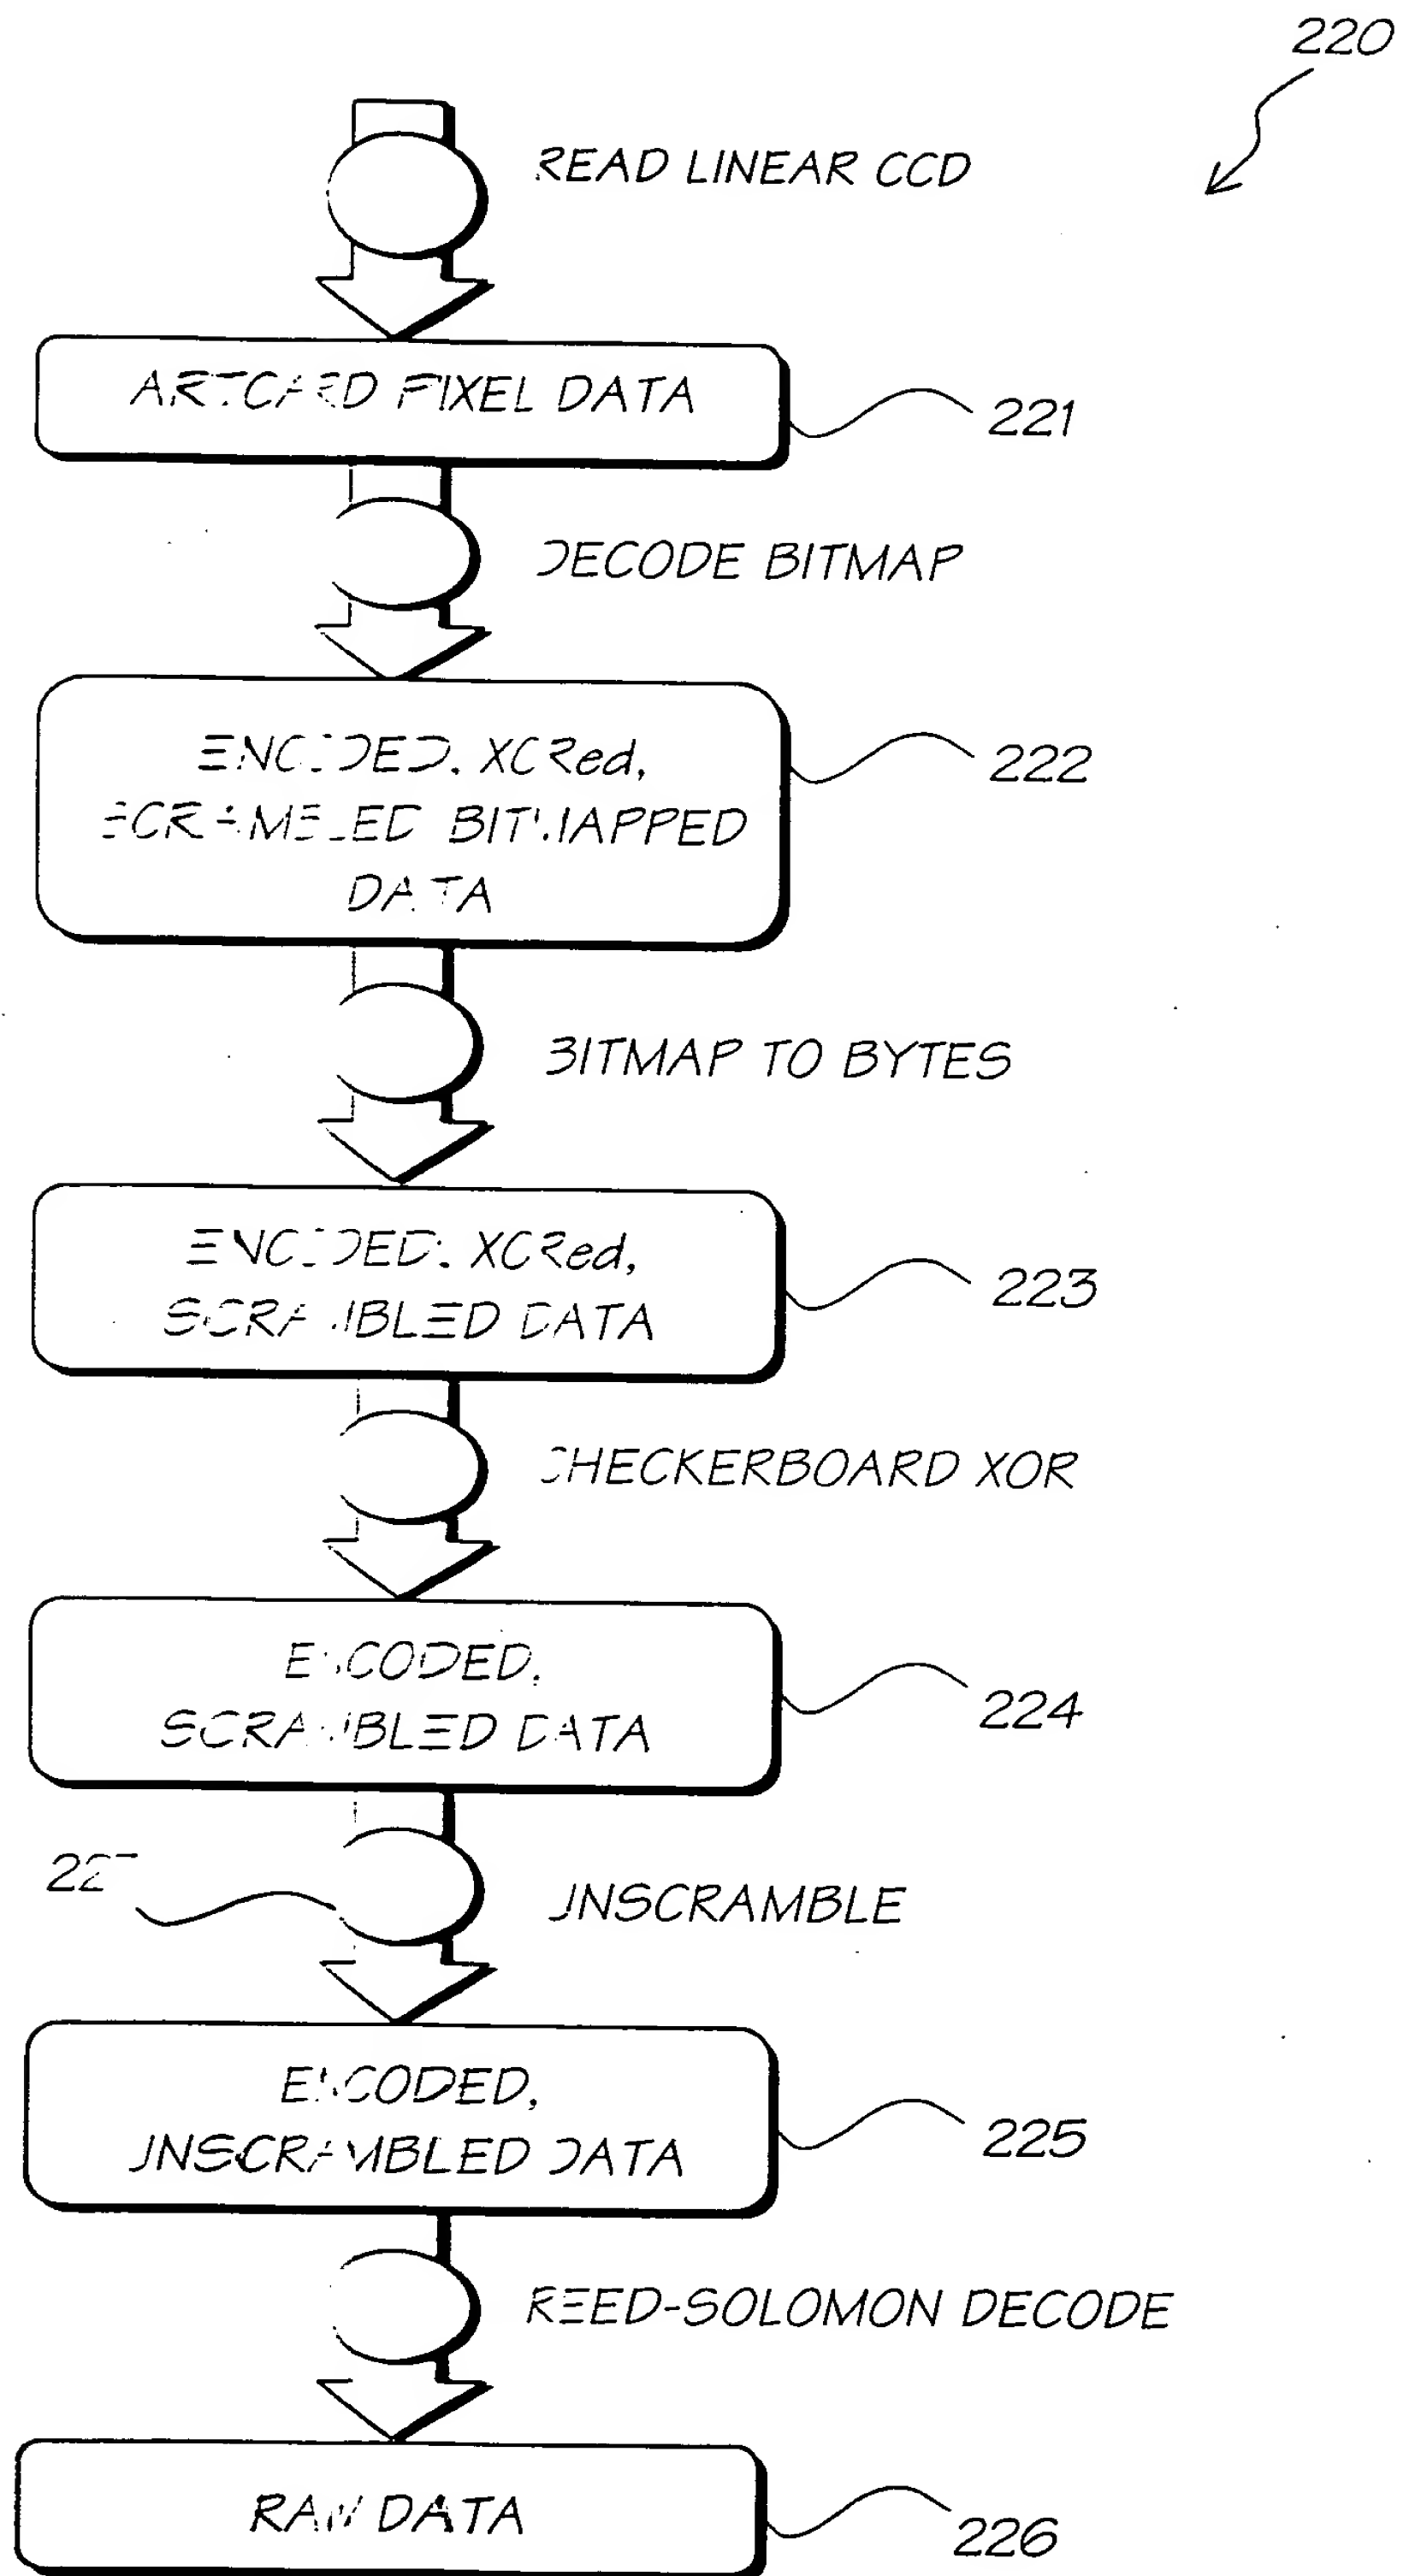 220
READ LINEAR CCD
ARTCARD PIXEL DATA
221
DECODE BITMAP
ENCODED, XORed,
SCRAMBLED BITMAPPED
DATA
222
BITMAP TO BYTES
ENCODED, XORed,
SCRAMBLED DATA
223
CHECKERBOARD XOR
ENCODED,
SCRAMBLED DATA
224
UNSCRAMBLE
ENCODED,
UNSCRAMBLED DATA
225
REED-SOLOMON DECODE
RAW DATA
226